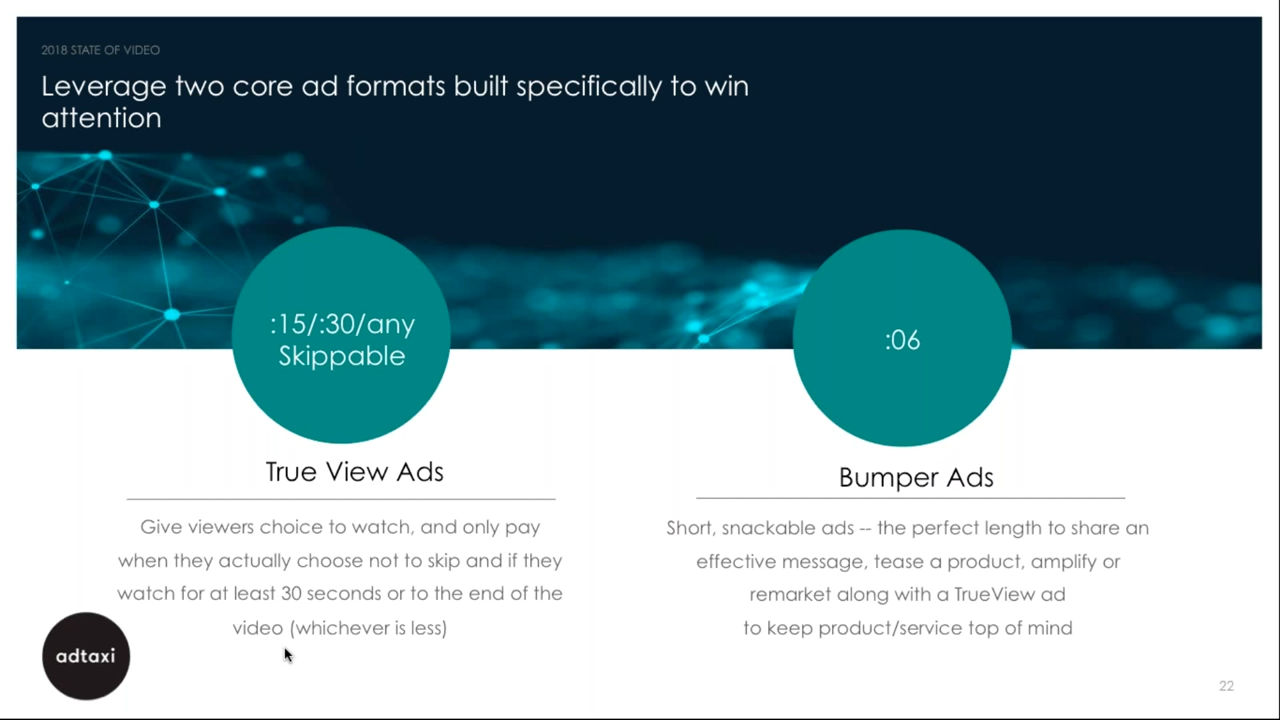 2018 STATE OF VIDEO
Leverage two core ad formats built specifically to win
attention
:15/:30/any
Skippable
True View Ads
Give viewers choice to watch, and only pay
when they actually choose not to skip and if they
watch for at least 30 seconds or to the end of the
video (whichever is less)
:06
Bumper Ads
Short, snackable ads -- the perfect length to share an
effective message, tease a product, amplify or
remarket along with a TrueView ad
to keep product/service top of mind
adtaxi
22